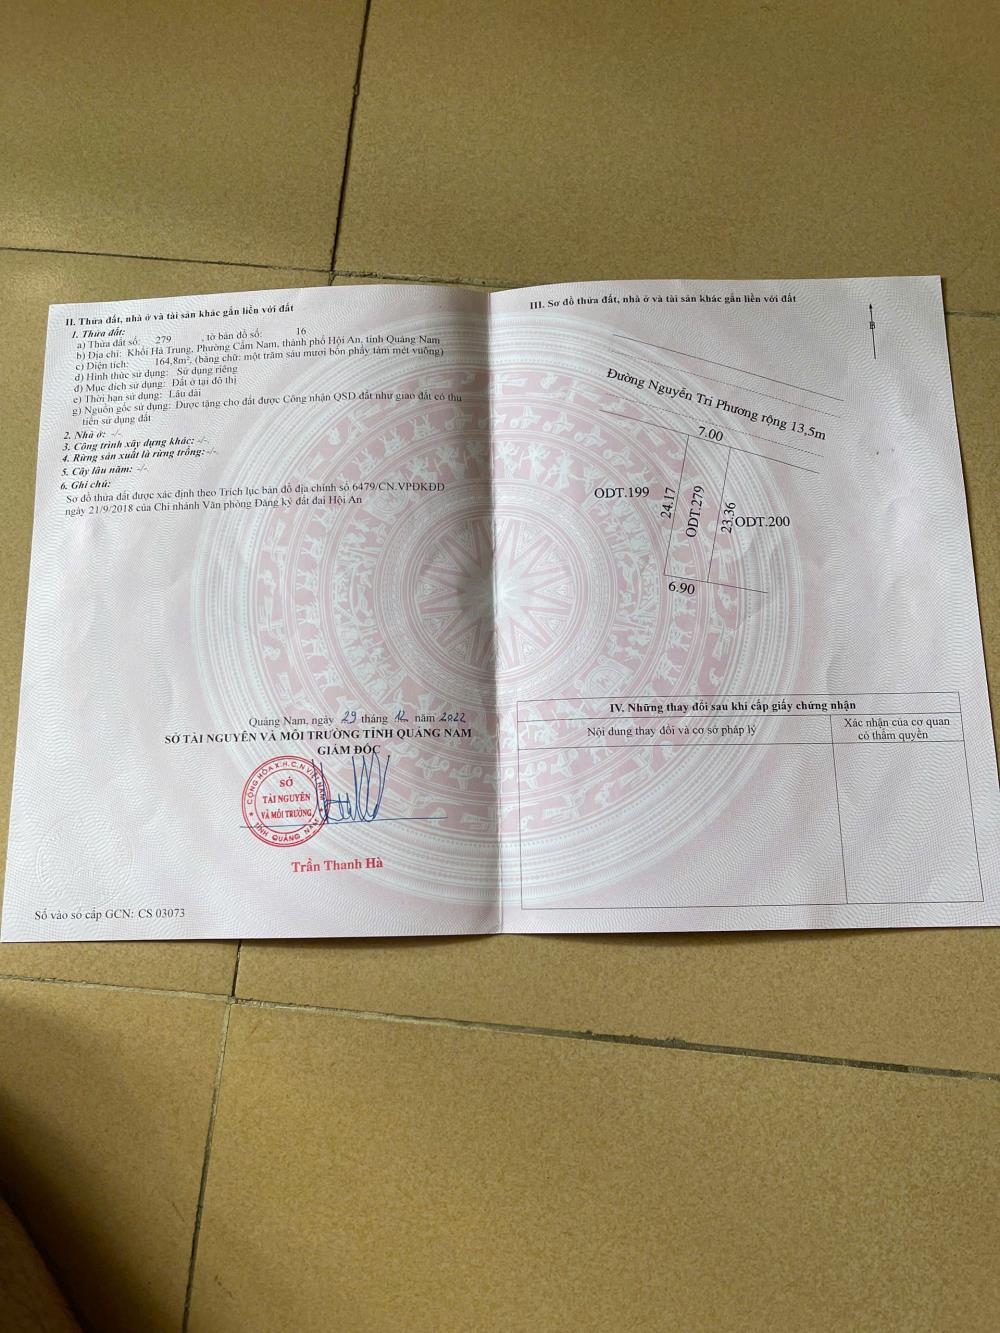 II. Thửa đất, nhà ở và tài sản khác gắn liền với đất
1. Thửa đất:
a) Thửa đất số: 279 , tờ bản đồ số: 16
b) Địa chỉ: Khối Hà Trung, Phường Cẩm Nam, thành phố Hội An, tỉnh Quảng Nam
c) Diện tích: 164,8m², (bằng chữ: một trăm sáu mươi bốn phẩy tám mét vuông)
d) Hình thức sử dụng: Sử dụng riêng
đ) Mục đích sử dụng: Đất ở tại đô thị
e) Thời hạn sử dụng: Lâu dài
g) Nguồn gốc sử dụng: Được tặng cho đất được Công nhận QSD đất như giao đất có thu
tiền sử dụng đất
2. Nhà ở: -/-
3. Công trình xây dựng khác: -/-.
4. Rừng sản xuất là rừng trồng: -/-.
5. Cây lâu năm: -/-.
6. Ghi chú:
Sơ đồ thửa đất được xác định theo Trích lục bản đồ địa chính số 6479/CN.VPĐKĐĐ
ngày 21/9/2018 của Chi nhánh Văn phòng Đăng ký đất đai Hội An
Quảng Nam, ngày 29 tháng 12 năm 2022
SỞ TÀI NGUYÊN VÀ MÔI TRƯỜNG TỈNH QUẢNG NAM
GIÁM ĐỐC
CỘNG HÒA X.H.C.N VIỆT NAM
SỞ
TÀI NGUYÊN
VÀ MÔI TRƯỜNG
TỈNH QUẢNG NAM
Trần Thanh Hà
Số vào sổ cấp GCN: CS 03073
III. Sơ đồ thửa đất, nhà ở và tài sản khác gắn liền với đất
B
Đường Nguyễn Tri Phương rộng 13,5m
7.00
ODT.199
24.17
ODT.279
23.36
ODT.200
6.90
IV. Những thay đổi sau khi cấp giấy chứng nhận
Nội dung thay đổi và cơ sở pháp lý
Xác nhận của cơ quan
có thẩm quyền